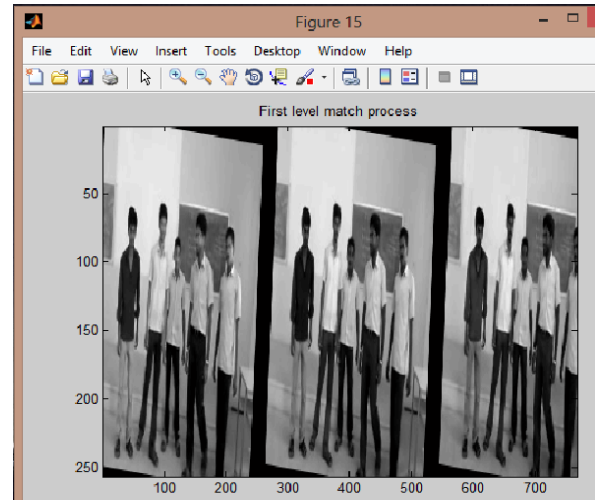 Figure 15
File Edit View Insert Tools Desktop Window Help
First level match process
50
100
150
200
250
100 200 300 400 500 600 700